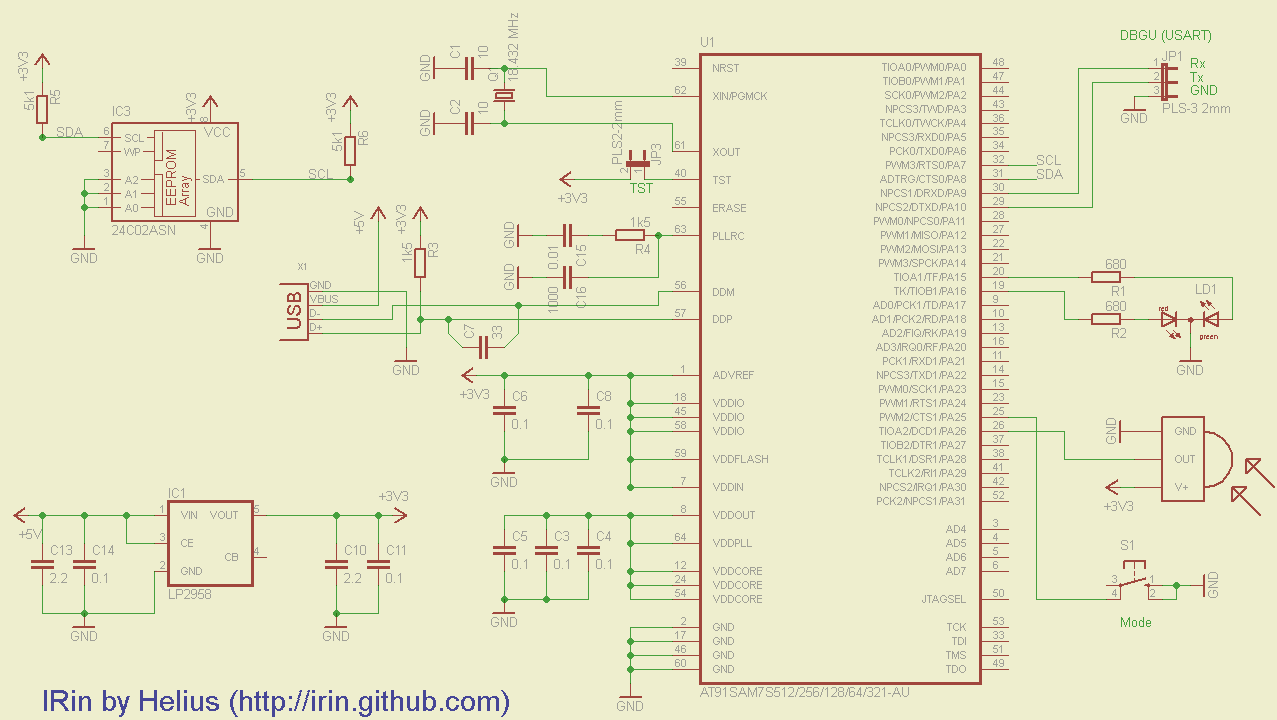 +3V3
5k1
R5
SDA
IC3
+3V3
6
SCL
7
WP
3
A2
2
A1
1
A0
EEPROM
Array
8
VCC
SDA
5
GND
4
24C02ASN
GND
GND
+3V3
5k1
R6
SCL
GND
C1
10
18.432 MHz
GND
C2
10
PLS2-2mm
JP3
2
1
TST
+3V3
+5V
+3V3
1k5
R3
X1
USB
GND
VBUS
D-
D+
GND
C7
33
GND
0.01
C15
1k5
R4
GND
1000
C16
+3V3
C6
0.1
C8
0.1
GND
C5
0.1
C3
0.1
C4
0.1
GND
+5V
C13
2.2
C14
0.1
GND
IC1
1
VIN
VOUT
5
3
CE
CB
4
2
GND
LP2958
+3V3
C10
2.2
C11
0.1
GND
U1
39
NRST
62
XIN/PGMCK
61
XOUT
40
TST
55
ERASE
63
PLLRC
56
DDM
57
DDP
1
ADVREF
18
VDDIO
45
VDDIO
58
VDDIO
59
VDDFLASH
7
VDDIN
8
VDDOUT
64
VDDPLL
12
VDDCORE
24
VDDCORE
54
VDDCORE
2
GND
17
GND
46
GND
60
GND
GND
TIOA0/PWM0/PA0
48
TIOB0/PWM1/PA1
47
SCK0/PWM2/PA2
44
NPCS3/TWD/PA3
43
TCLK0/TWCK/PA4
36
NPCS3/RXD0/PA5
35
PCK0/TXD0/PA6
34
PWM3/RTS0/PA7
32
SCL
ADTRG/CTS0/PA8
31
SDA
NPCS1/DRXD/PA9
30
NPCS2/DTXD/PA10
29
PWM0/NPCS0/PA11
28
PWM1/MISO/PA12
27
PWM2/MOSI/PA13
22
PWM3/SPCK/PA14
21
TIOA1/TF/PA15
20
TK/TIOB1/PA16
19
AD0/PCK1/TD/PA17
9
AD1/PCK2/RD/PA18
10
AD2/FIQ/RK/PA19
13
AD3/IRQ0/RF/PA20
16
PCK1/RXD1/PA21
11
NPCS3/TXD1/PA22
14
PWM0/SCK1/PA23
15
PWM1/RTS1/PA24
23
PWM2/CTS1/PA25
25
TIOA2/DCD1/PA26
26
TIOB2/DTR1/PA27
37
TCLK1/DSR1/PA28
38
TCLK2/RI1/PA29
41
NPCS2/IRQ1/PA30
42
PCK2/NPCS1/PA31
52
AD4
3
AD5
4
AD6
5
AD7
6
JTAGSEL
50
TCK
53
TDI
33
TMS
51
TDO
49
AT91SAM7S512/256/128/64/321-AU
DBGU (USART)
JP1
1
Rx
2
Tx
3
GND
GND
PLS-3 2mm
680
R1
680
R2
LD1
red
green
GND
GND
GND
OUT
V+
+3V3
S1
3
1
4
2
GND
Mode
IRin by Helius (http://irin.github.com)